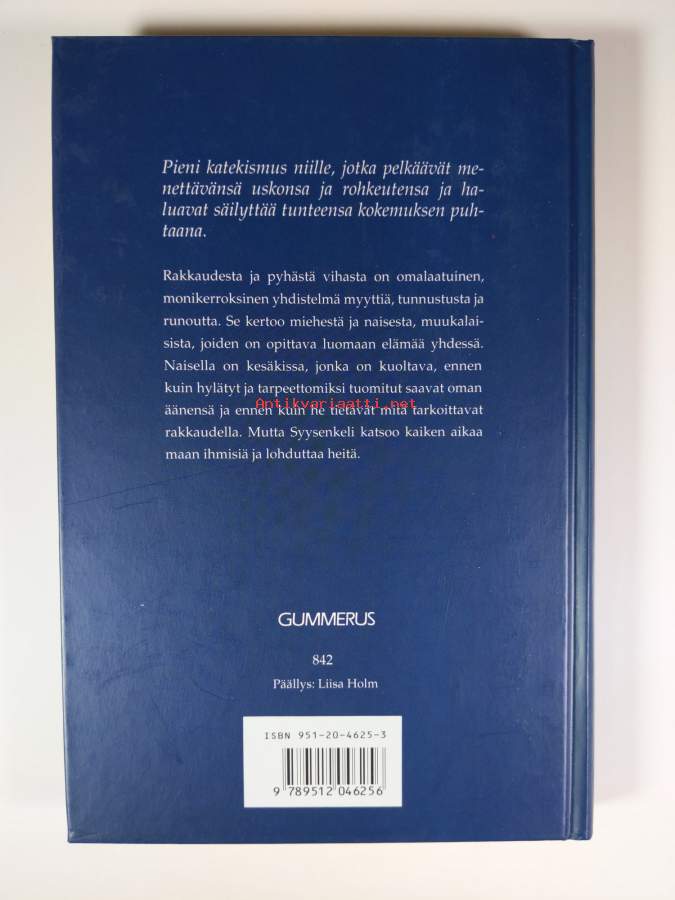 Pieni katekismus niille, jotka pelkäävät me-
nettävänsä uskonsa ja rohkeutensa ja ha-
luavat säilyttää tunteensa kokemuksen puh-
taana.
Rakkaudesta ja pyhästä vihasta on omalaatuinen,
monikerroksinen yhdistelmä myyttiä, tunnustusta ja
runoutta. Se kertoo miehestä ja naisesta, muukalai-
sista, joiden on opittava luomaan elämää yhdessä.
Naisella on kesäkissa, jonka on kuoltava, ennen
kuin hylätyt ja tarpeettomiksi tuomitut saavat oman
Antikvariaatti.net
äänensä ja ennen kuin he tietävät mitä tarkoittavat
rakkaudella. Mutta Syysenkeli katsoo kaiken aikaa
maan ihmisiä ja lohduttaa heitä.
GUMMERUS
842
Päällys: Liisa Holm
ISBN 951-20-4625-3
9 789512 046256